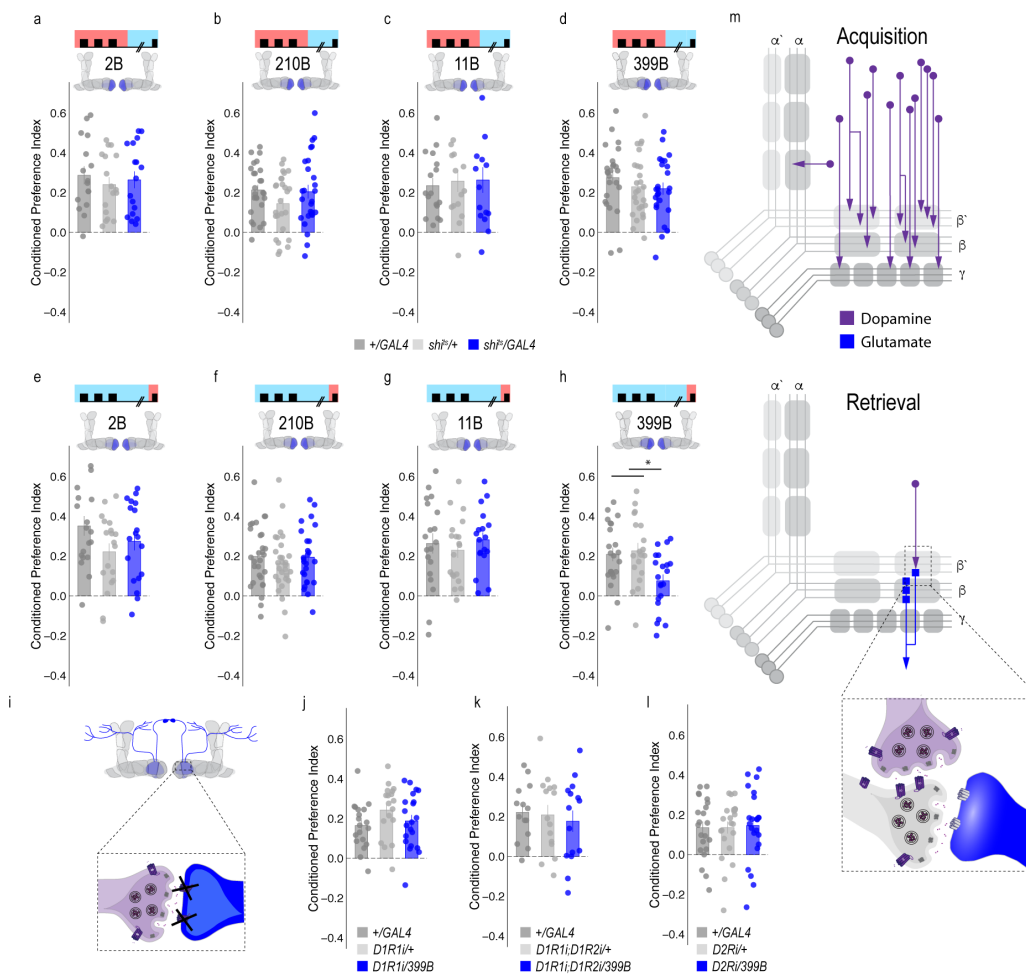 a
b
c
d
m
2B
210B
11B
399B
α` α
Acquisition
Conditioned Preference Index
0.6
0.4
0.2
0.0
−0.2
−0.4
Conditioned Preference Index
0.6
0.4
0.2
0.0
−0.2
−0.4
Conditioned Preference Index
0.6
0.4
0.2
0.0
−0.2
−0.4
Conditioned Preference Index
0.6
0.4
0.2
0.0
−0.2
−0.4
β`
β
γ
Dopamine
Glutamate
+/GAL4 shiᵗˢ/+ shiᵗˢ/GAL4
e
f
g
h
2B
210B
11B
399B
α` α
Retrieval
Conditioned Preference Index
0.6
0.4
0.2
0.0
−0.2
−0.4
Conditioned Preference Index
0.6
0.4
0.2
0.0
−0.2
−0.4
Conditioned Preference Index
0.6
0.4
0.2
0.0
−0.2
−0.4
Conditioned Preference Index
0.6
0.4
0.2
0.0
−0.2
−0.4
*
β`
β
γ
i
j
k
l
Conditioned Preference Index
0.6
0.4
0.2
0.0
−0.2
−0.4
+/GAL4
D1R1i/+
D1R1i/399B
Conditioned Preference Index
0.6
0.4
0.2
0.0
−0.2
−0.4
+/GAL4
D1R1i;D1R2i/+
D1R1i;D1R2i/399B
Conditioned Preference Index
0.6
0.4
0.2
0.0
−0.2
−0.4
+/GAL4
D2Ri/+
D2Ri/399B